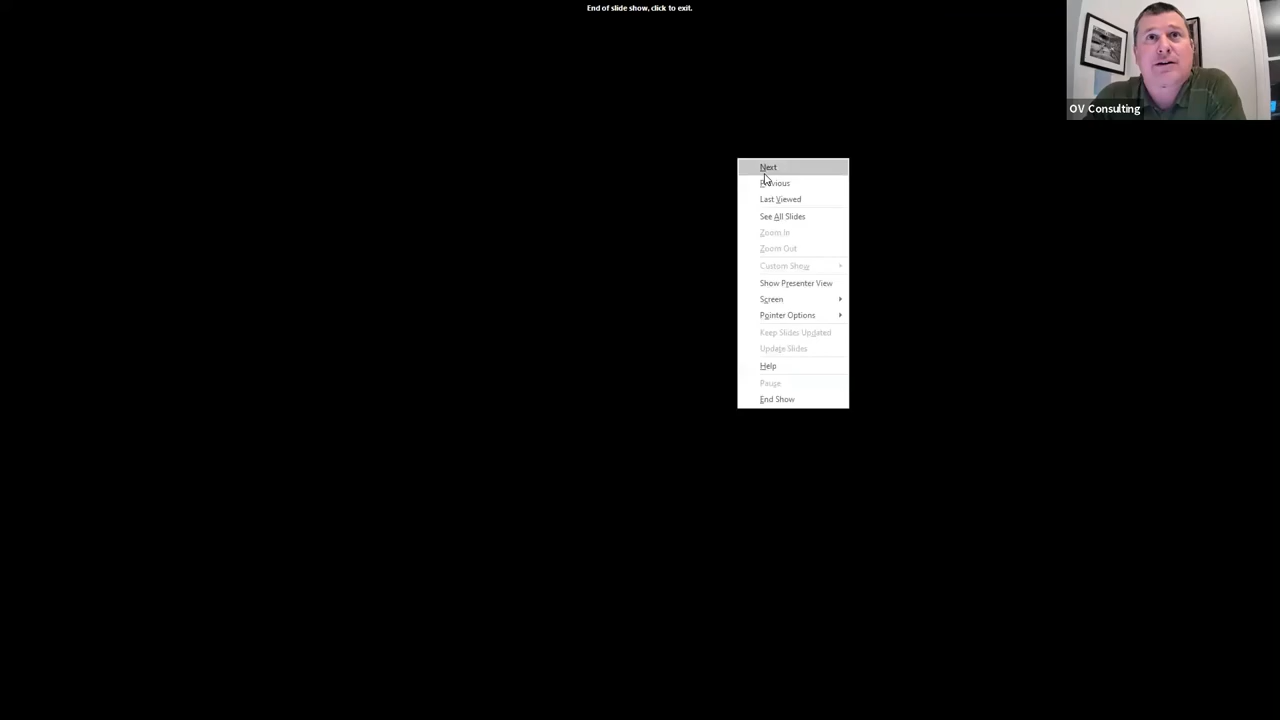 End of slide show, click to exit.
OV Consulting
Next
Previous
Last Viewed
See All Slides
Zoom In
Zoom Out
Custom Show
Show Presenter View
Screen
Pointer Options
Keep Slides Updated
Update Slides
Help
Pause
End Show